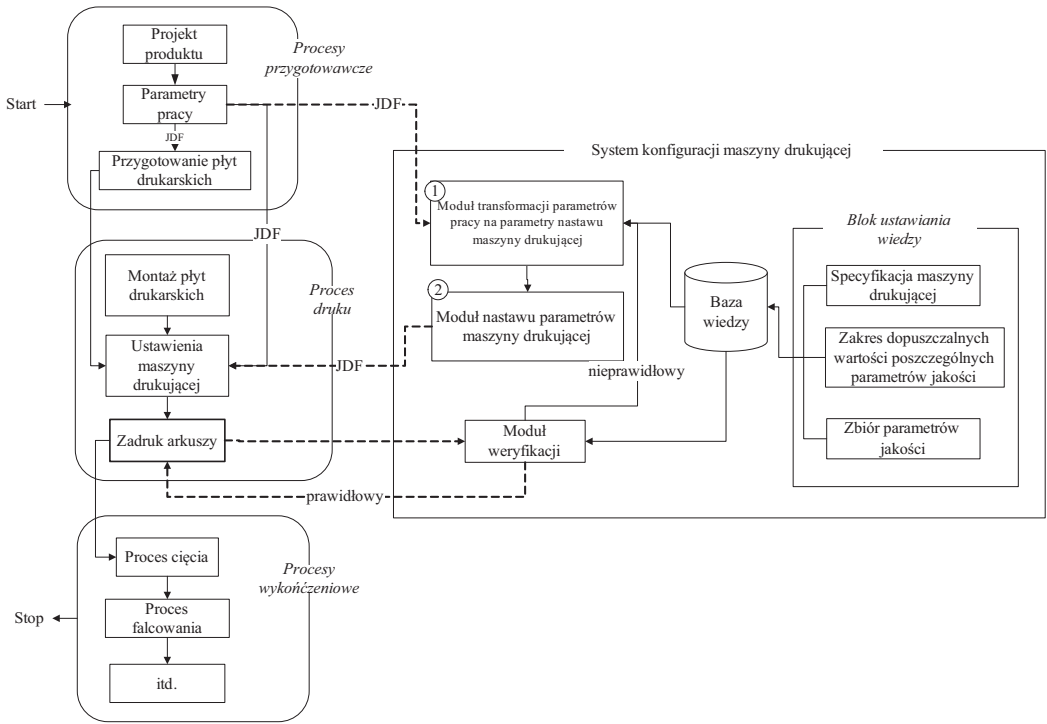 Projekt
produktu
Procesy
przygotowawcze
Start
Parametry
pracy
JDF
JDF
Przygotowanie płyt
drukarskich
JDF
System konfiguracji maszyny drukującej
1
Moduł transformacji parametrów
pracy na parametry nastawu
maszyny drukującej
2
Moduł nastawu parametrów
maszyny drukującej
Baza
wiedzy
Blok ustawiania
wiedzy
Specyfikacja maszyny
drukującej
Zakres dopuszczalnych
wartości poszczególnych
parametrów jakości
Zbiór parametrów
jakości
Montaż płyt
drukarskich
Proces
druku
Ustawienia
maszyny
drukującej
JDF
nieprawidłowy
Zadruk arkuszy
Moduł
weryfikacji
prawidłowy
Proces cięcia
Procesy
wykońćzeniowe
Stop
Proces
falcowania
itd.